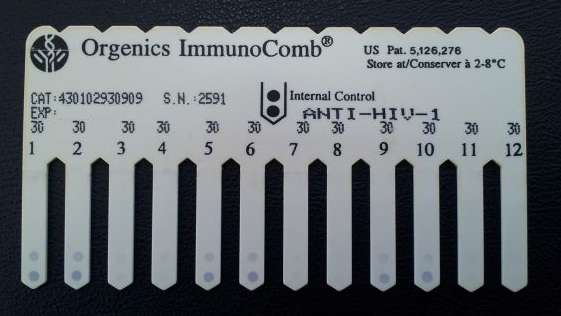 Orgenics ImmunoComb®
US Pat. 5,126,276
Store at/Conserver à 2-8°C
CAT:430102930909 S.N.:2591
EXP:
Internal Control
ANTI-HIV-1
30 30 30 30 30 30 30 30 30 30 30 30
1 2 3 4 5 6 7 8 9 10 11 12